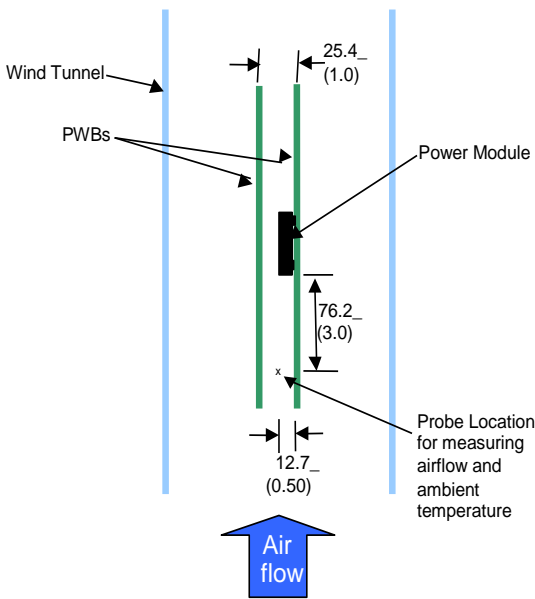 25.4_
(1.0)
Wind Tunnel
PWBs
Power Module
76.2_
(3.0)
x
Probe Location
for measuring
airflow and
ambient
temperature
12.7_
(0.50)
Air
flow